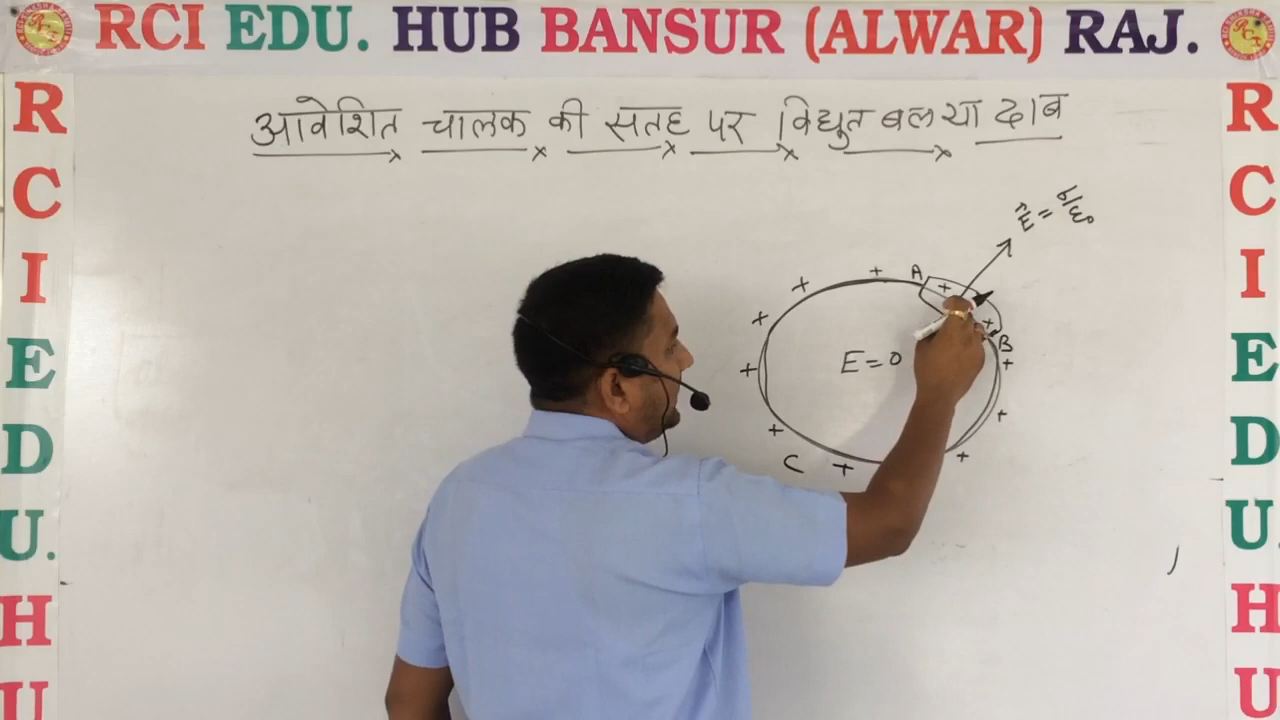 RCI EDU. HUB BANSUR (ALWAR) RAJ.
R
C
I
E
D
U.
H
U
आवेशित चालक की सतह पर विद्युत बल या दाब
E = σ/ε₀
A
+ + + + + + + + + + + +
B
E = 0
C
R
C
I
E
D
U.
H
U